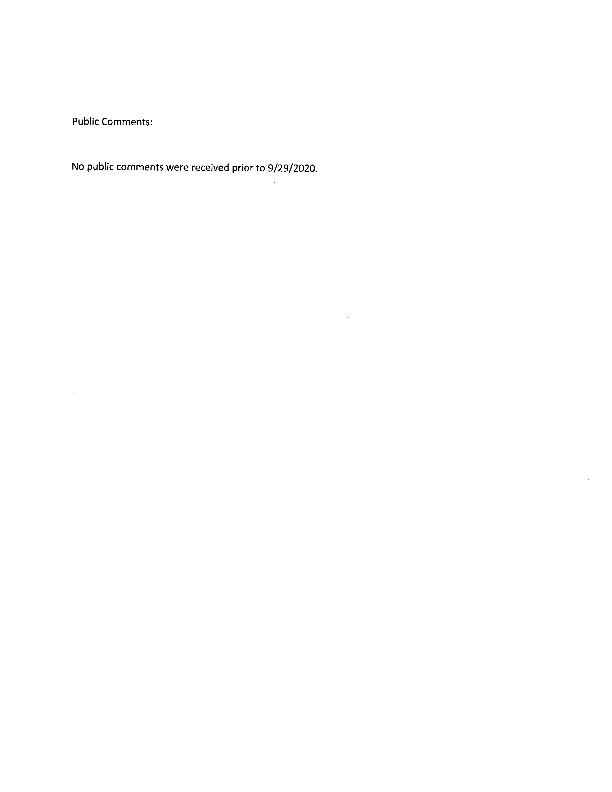 Public Comments:
No public comments were received prior to 9/29/2020.